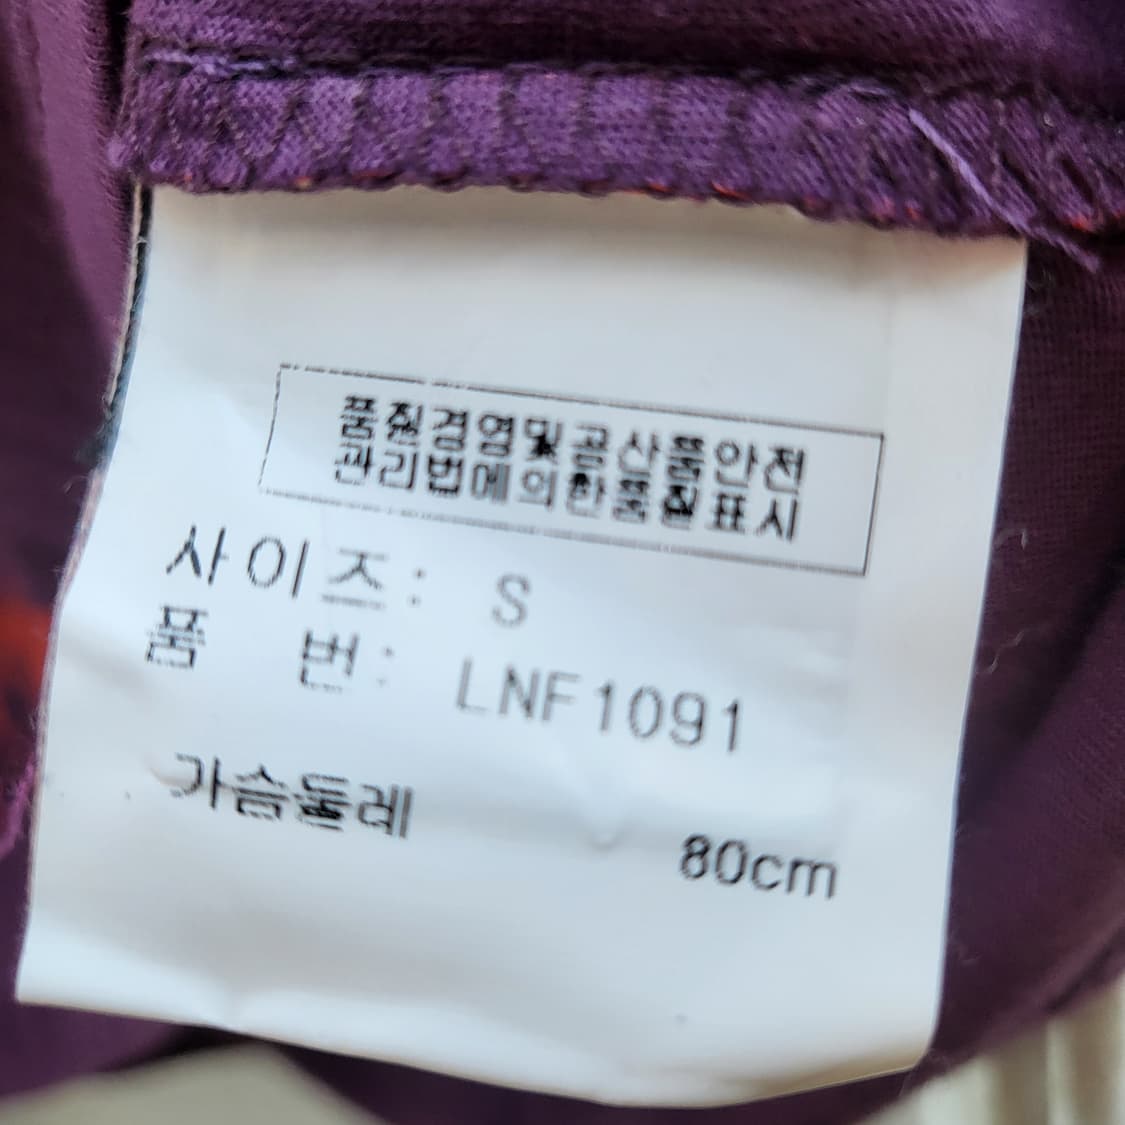 품질경영및공산품안전
관리법에의한품질표시
사이즈: S
품 번: LNF1091
가슴둘레 80cm